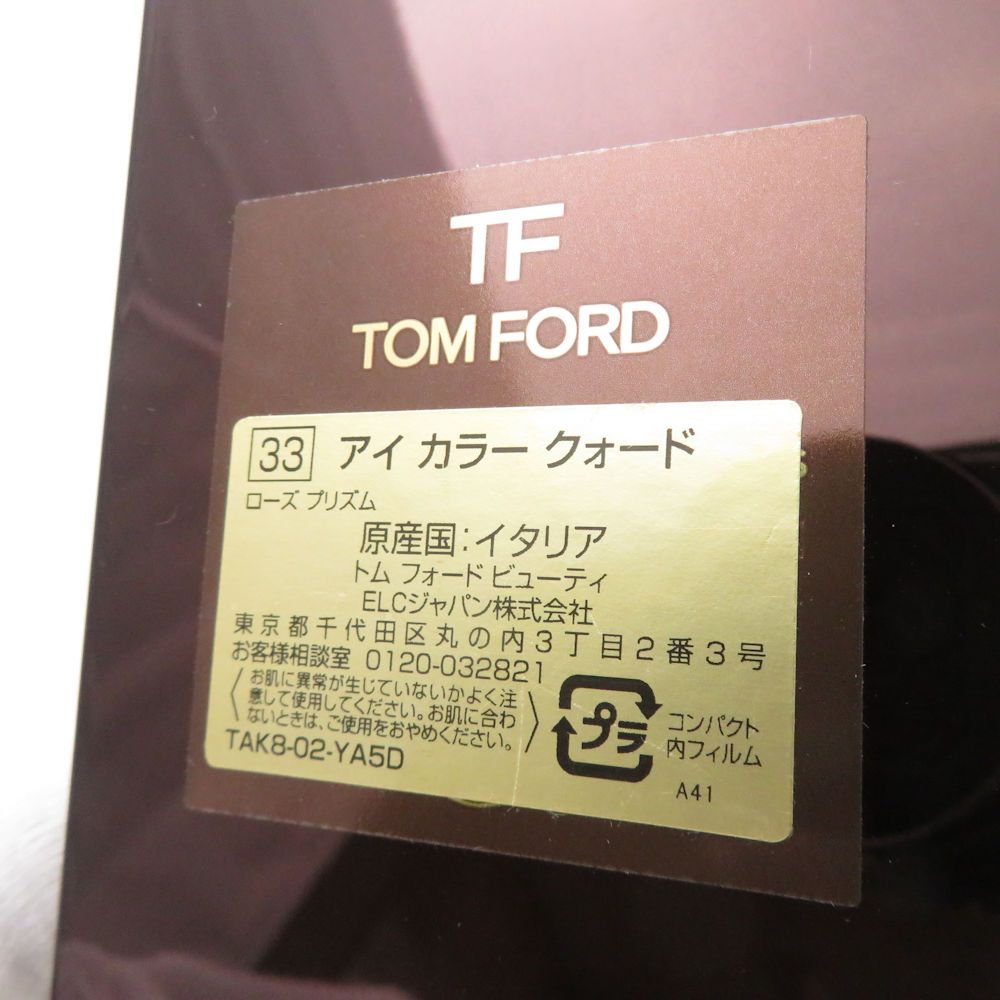 TF
TOM FORD
33 アイ カラー クォード
ローズ プリズム
原産国：イタリア
トム フォード ビューティ
ELCジャパン株式会社
東京都千代田区丸の内3丁目2番3号
お客様相談室 0120-032821
〈お肌に異常が生じていないかよく注
意して使用してください。お肌に合わ
ないときは、ご使用をおやめください。〉
TAK8-02-YA5D
プラ
コンパクト
内フィルム
A41